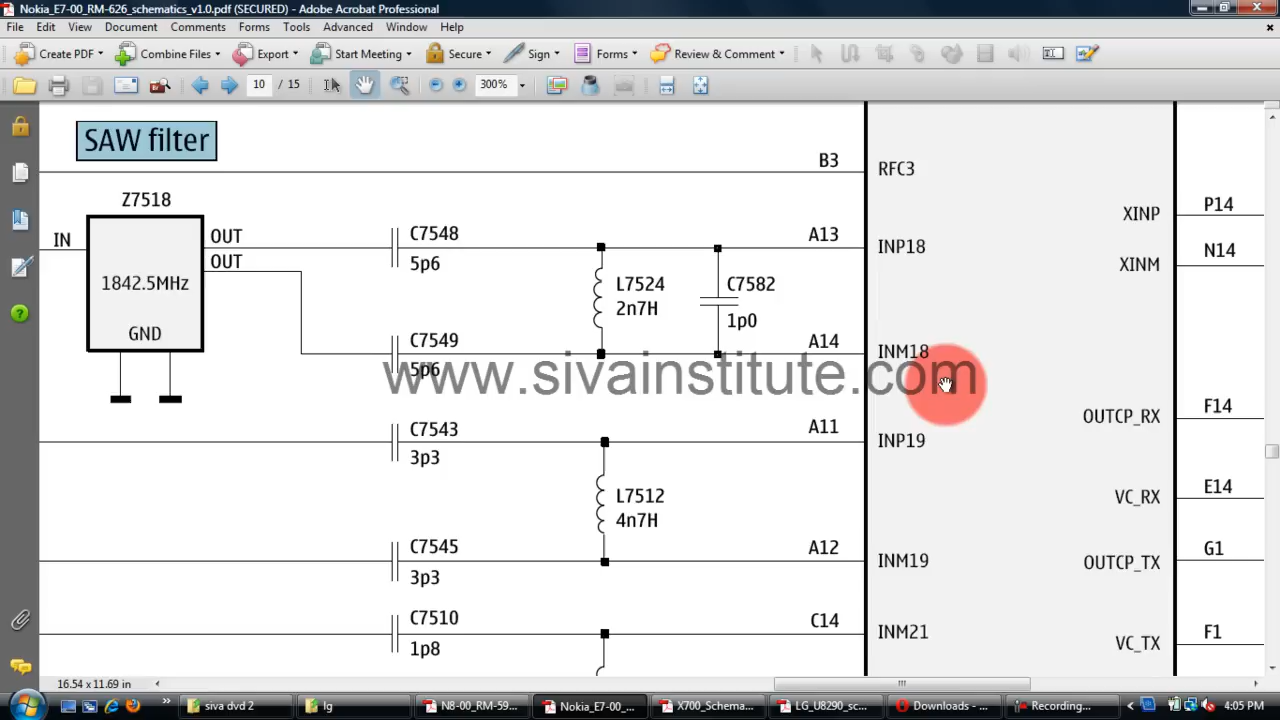 Nokia_E7-00_RM-626_schematics_v1.0.pdf (SECURED) - Adobe Acrobat Professional
File Edit View Document Comments Forms Tools Advanced Window Help
Create PDF Combine Files Export Start Meeting Secure Sign Forms Review & Comment
10 / 15 300%
SAW filter
B3
RFC3
Z7518
P14
XINP
IN
OUT
C7548
5p6
A13
INP18
N14
XINM
OUT
1842.5MHz
GND
L7524
2n7H
C7582
1p0
C7549
5p6
A14
INM18
www.sivainstitute.com
F14
OUTCP_RX
C7543
3p3
A11
INP19
E14
VC_RX
L7512
4n7H
C7545
3p3
A12
INM19
G1
OUTCP_TX
C7510
1p8
C14
INM21
F1
VC_TX
16.54 x 11.69 in
siva dvd 2 lg N8-00_RM-59... Nokia_E7-00_... X700_Schema... LG_U8290_sc... Downloads - ... Recording... 4:05 PM